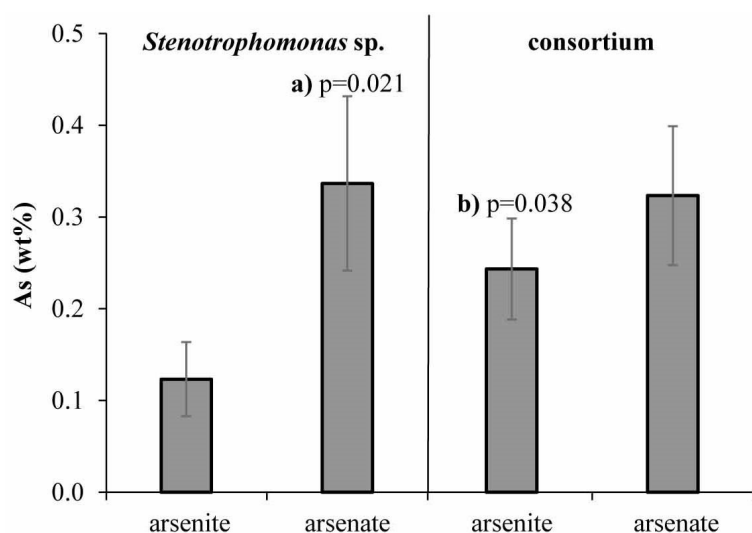 Stenotrophomonas sp.
consortium
a) p=0.021
b) p=0.038
As (wt%)
0.5
0.4
0.3
0.2
0.1
0.0
arsenite
arsenate
arsenite
arsenate